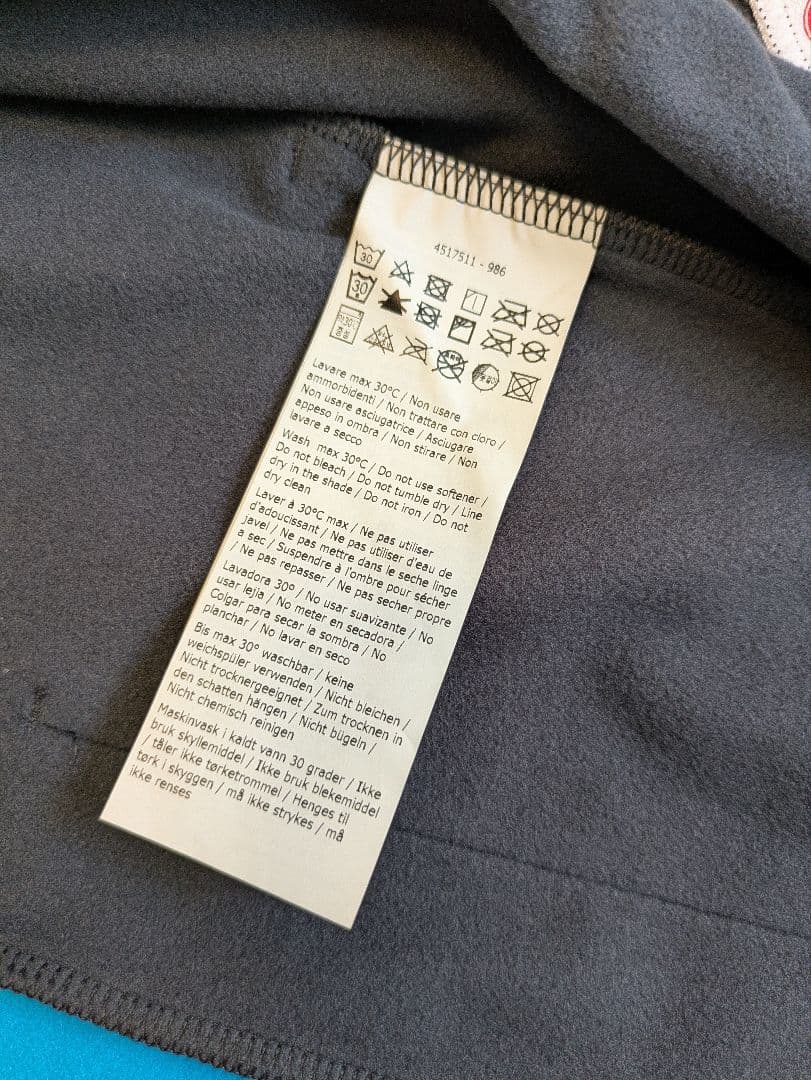 4517511 - 986
30
30
Lavare max 30°C / Non usare
ammorbidenti / Non trattare con cloro /
Non usare asciugatrice / Asciugare
appeso in ombra / Non stirare / Non
lavare a secco
Wash max 30°C / Do not use softener /
Do not bleach / Do not tumble dry / Line
dry in the shade / Do not iron / Do not
dry clean
Laver à 30°C max / Ne pas utiliser
d'adoucissant / Ne pas utiliser d'eau de
javel / Ne pas mettre dans le seche linge
a sec / Suspendre à l'ombre pour sécher
/ Ne pas repasser / Ne pas secher propre
Lavadora 30° / No usar suavizante / No
usar lejia / No meter en secadora /
Colgar para secar la sombra / No
planchar / No lavar en seco
Bis max 30° waschbar / keine
weichspüler verwenden / Nicht bleichen /
Nicht trocknergeeignet / Zum trocknen in
den schatten hängen / Nicht bügeln /
Nicht chemisch reinigen
Maskinvask i kaldt vann 30 grader / Ikke
bruk skyllemiddel / Ikke bruk blekemiddel
/ tåler ikke tørketrommel / Henges til
tørk i skyggen / må ikke strykes / må
ikke renses